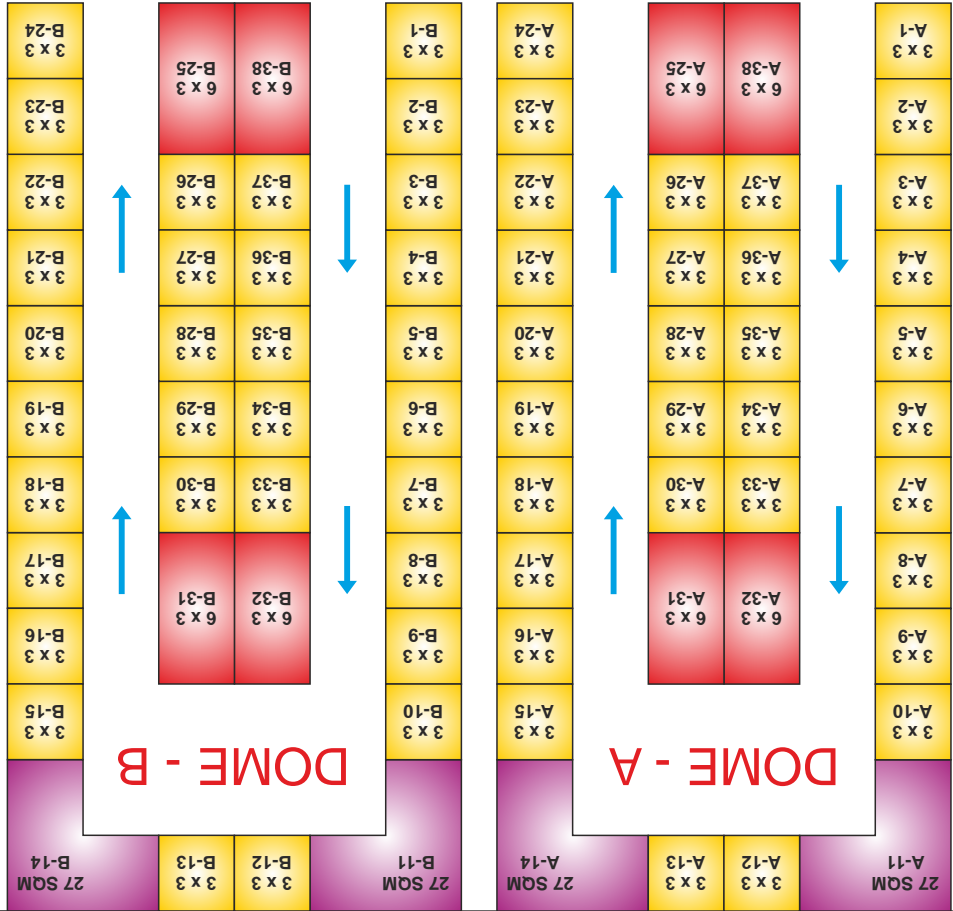 27 SQM
A-11
3 x 3
A-12
3 x 3
A-13
27 SQM
A-14
DOME - A
3 x 3
A-10
3 x 3
A-15
3 x 3
A-9
6 x 3
A-32
6 x 3
A-31
3 x 3
A-16
3 x 3
A-8
3 x 3
A-17
3 x 3
A-7
3 x 3
A-33
3 x 3
A-30
3 x 3
A-18
3 x 3
A-6
3 x 3
A-34
3 x 3
A-29
3 x 3
A-19
3 x 3
A-5
3 x 3
A-35
3 x 3
A-28
3 x 3
A-20
3 x 3
A-4
3 x 3
A-36
3 x 3
A-27
3 x 3
A-21
3 x 3
A-3
3 x 3
A-37
3 x 3
A-26
3 x 3
A-22
3 x 3
A-2
6 x 3
A-38
6 x 3
A-25
3 x 3
A-23
3 x 3
A-1
3 x 3
A-24
27 SQM
B-11
3 x 3
B-12
3 x 3
B-13
27 SQM
B-14
DOME - B
3 x 3
B-10
3 x 3
B-15
3 x 3
B-9
6 x 3
B-32
6 x 3
B-31
3 x 3
B-16
3 x 3
B-8
3 x 3
B-17
3 x 3
B-7
3 x 3
B-33
3 x 3
B-30
3 x 3
B-18
3 x 3
B-6
3 x 3
B-34
3 x 3
B-29
3 x 3
B-19
3 x 3
B-5
3 x 3
B-35
3 x 3
B-28
3 x 3
B-20
3 x 3
B-4
3 x 3
B-36
3 x 3
B-27
3 x 3
B-21
3 x 3
B-3
3 x 3
B-37
3 x 3
B-26
3 x 3
B-22
3 x 3
B-2
6 x 3
B-38
6 x 3
B-25
3 x 3
B-23
3 x 3
B-1
3 x 3
B-24